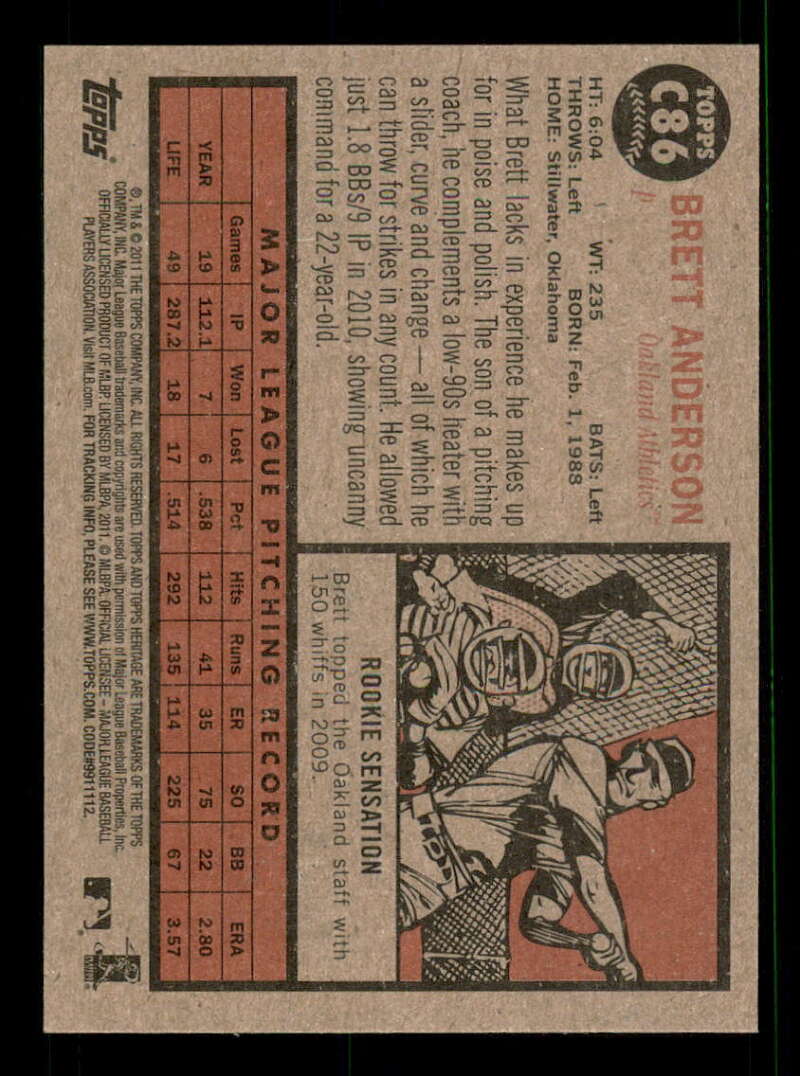 TOPPS
C86
BRETT ANDERSON
P Oakland Athletics™
HT: 6:04 WT: 235 BATS: Left
THROWS: Left BORN: Feb. 1, 1988
HOME: Stillwater, Oklahoma
What Brett lacks in experience he makes up
for in poise and polish. The son of a pitching
coach, he complements a low-90s heater with
a slider, curve and change — all of which he
can throw for strikes in any count. He allowed
just 1.8 BBs/9 IP in 2010, showing uncanny
command for a 22-year-old.
ROOKIE SENSATION
Brett topped the Oakland staff with
150 whiffs in 2009.
MAJOR LEAGUE PITCHING RECORD
Games IP Won Lost Pct Hits Runs ER SO BB ERA
YEAR 19 112.1 7 6 .538 112 41 35 75 22 2.80
LIFE 49 287.2 18 17 .514 292 135 114 225 67 3.57
Topps®
®, TM & © 2011 THE TOPPS COMPANY, INC. ALL RIGHTS RESERVED. TOPPS AND TOPPS HERITAGE ARE TRADEMARKS OF THE TOPPS
COMPANY, INC. Major League Baseball trademarks and copyrights are used with permission of Major League Baseball Properties, Inc.
OFFICIALLY LICENSED PRODUCT OF MLBP. LICENSED BY MLBPA, 2011. © MLBPA, OFFICIAL LICENSEE – MAJOR LEAGUE BASEBALL
PLAYERS ASSOCIATION. Visit MLB.com. FOR TRACKING INFO, PLEASE SEE WWW.TOPPS.COM. CODE#9911112.